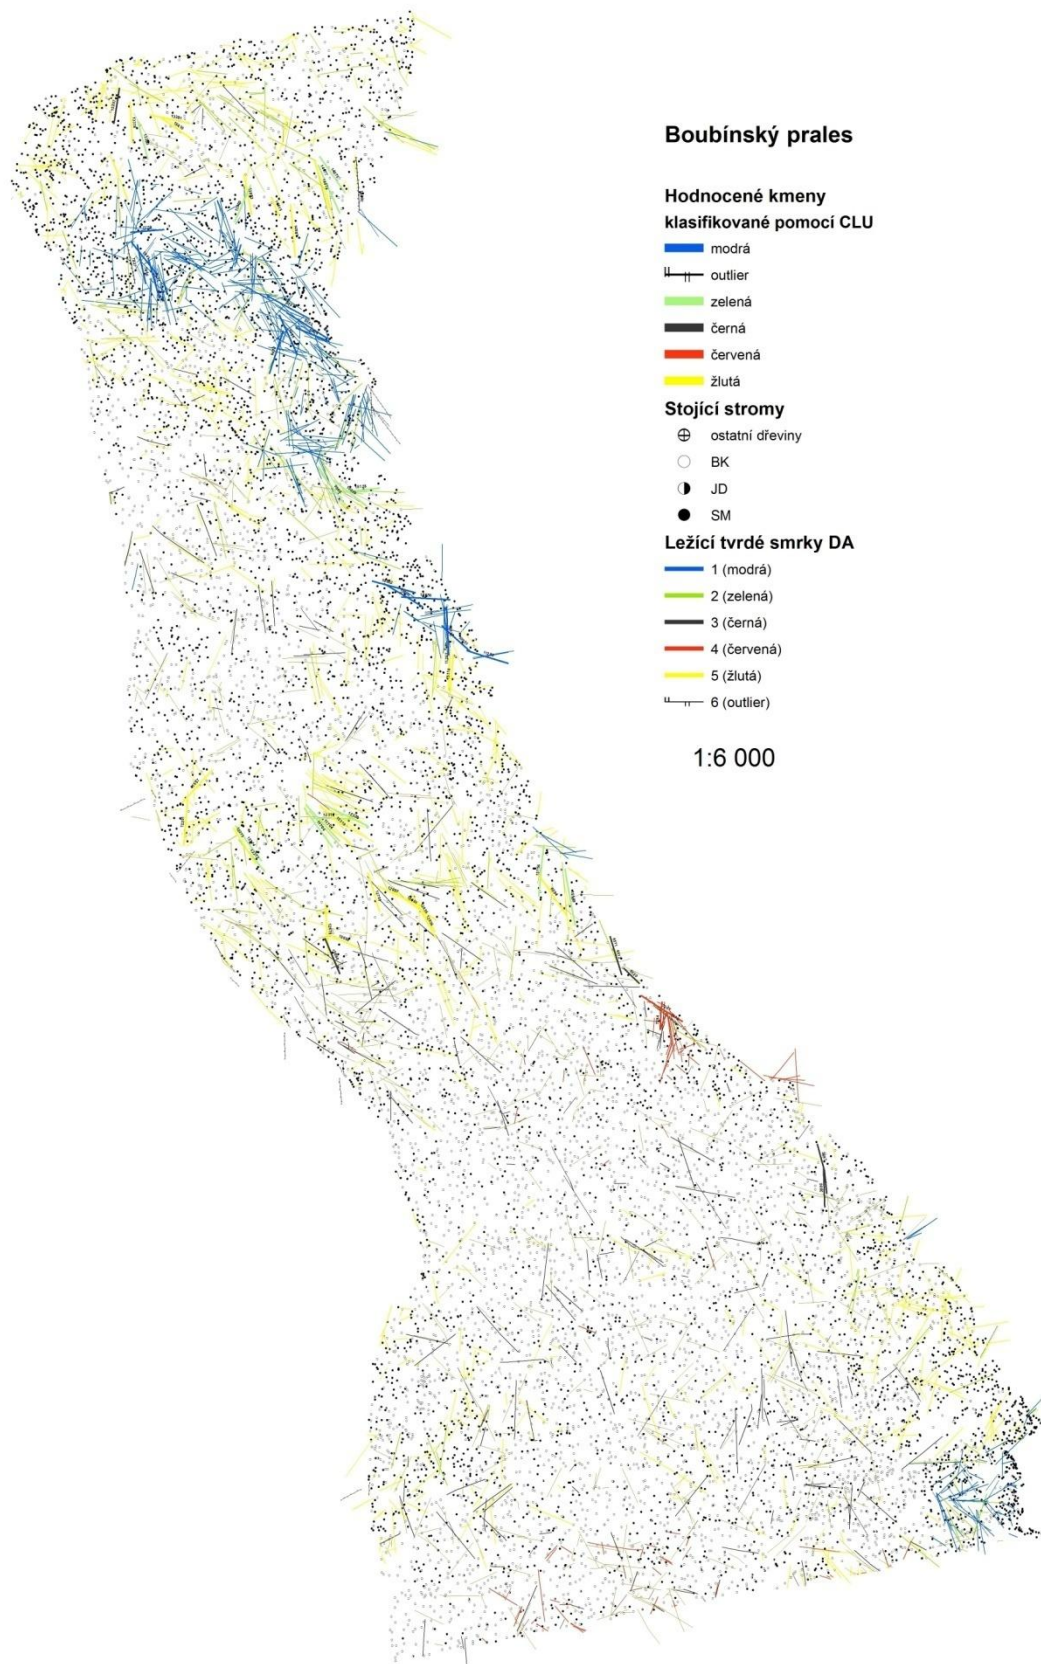 Boubínský prales
Hodnocené kmeny
klasifikované pomocí CLU
modrá
outlier
zelená
černá
červená
žlutá
Stojící stromy
ostatní dřeviny
BK
JD
SM
Ležící tvrdé smrky DA
1 (modrá)
2 (zelená)
3 (černá)
4 (červená)
5 (žlutá)
6 (outlier)
1:6 000